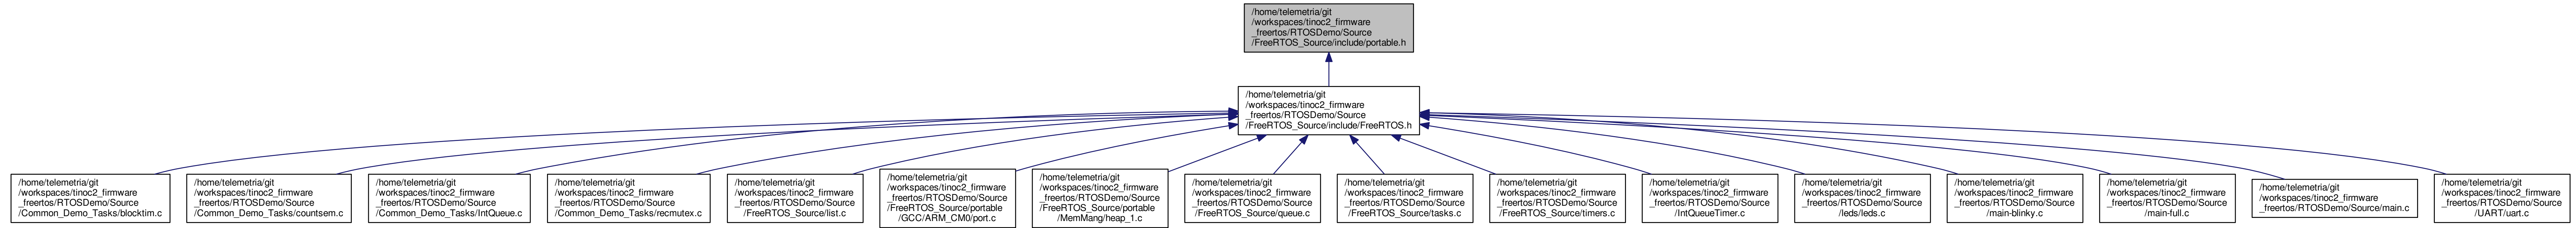 /home/telemetria/git
/workspaces/tinoc2_firmware
_freertos/RTOSDemo/Source
/FreeRTOS_Source/include/portable.h
/home/telemetria/git
/workspaces/tinoc2_firmware
_freertos/RTOSDemo/Source
/FreeRTOS_Source/include/FreeRTOS.h
/home/telemetria/git
/workspaces/tinoc2_firmware
_freertos/RTOSDemo/Source
/Common_Demo_Tasks/blocktim.c
/home/telemetria/git
/workspaces/tinoc2_firmware
_freertos/RTOSDemo/Source
/Common_Demo_Tasks/countsem.c
/home/telemetria/git
/workspaces/tinoc2_firmware
_freertos/RTOSDemo/Source
/Common_Demo_Tasks/IntQueue.c
/home/telemetria/git
/workspaces/tinoc2_firmware
_freertos/RTOSDemo/Source
/Common_Demo_Tasks/recmutex.c
/home/telemetria/git
/workspaces/tinoc2_firmware
_freertos/RTOSDemo/Source
/FreeRTOS_Source/list.c
/home/telemetria/git
/workspaces/tinoc2_firmware
_freertos/RTOSDemo/Source
/FreeRTOS_Source/portable
/GCC/ARM_CM0/port.c
/home/telemetria/git
/workspaces/tinoc2_firmware
_freertos/RTOSDemo/Source
/FreeRTOS_Source/portable
/MemMang/heap_1.c
/home/telemetria/git
/workspaces/tinoc2_firmware
_freertos/RTOSDemo/Source
/FreeRTOS_Source/queue.c
/home/telemetria/git
/workspaces/tinoc2_firmware
_freertos/RTOSDemo/Source
/FreeRTOS_Source/tasks.c
/home/telemetria/git
/workspaces/tinoc2_firmware
_freertos/RTOSDemo/Source
/FreeRTOS_Source/timers.c
/home/telemetria/git
/workspaces/tinoc2_firmware
_freertos/RTOSDemo/Source
/IntQueueTimer.c
/home/telemetria/git
/workspaces/tinoc2_firmware
_freertos/RTOSDemo/Source
/leds/leds.c
/home/telemetria/git
/workspaces/tinoc2_firmware
_freertos/RTOSDemo/Source
/main-blinky.c
/home/telemetria/git
/workspaces/tinoc2_firmware
_freertos/RTOSDemo/Source
/main-full.c
/home/telemetria/git
/workspaces/tinoc2_firmware
_freertos/RTOSDemo/Source/main.c
/home/telemetria/git
/workspaces/tinoc2_firmware
_freertos/RTOSDemo/Source
/UART/uart.c